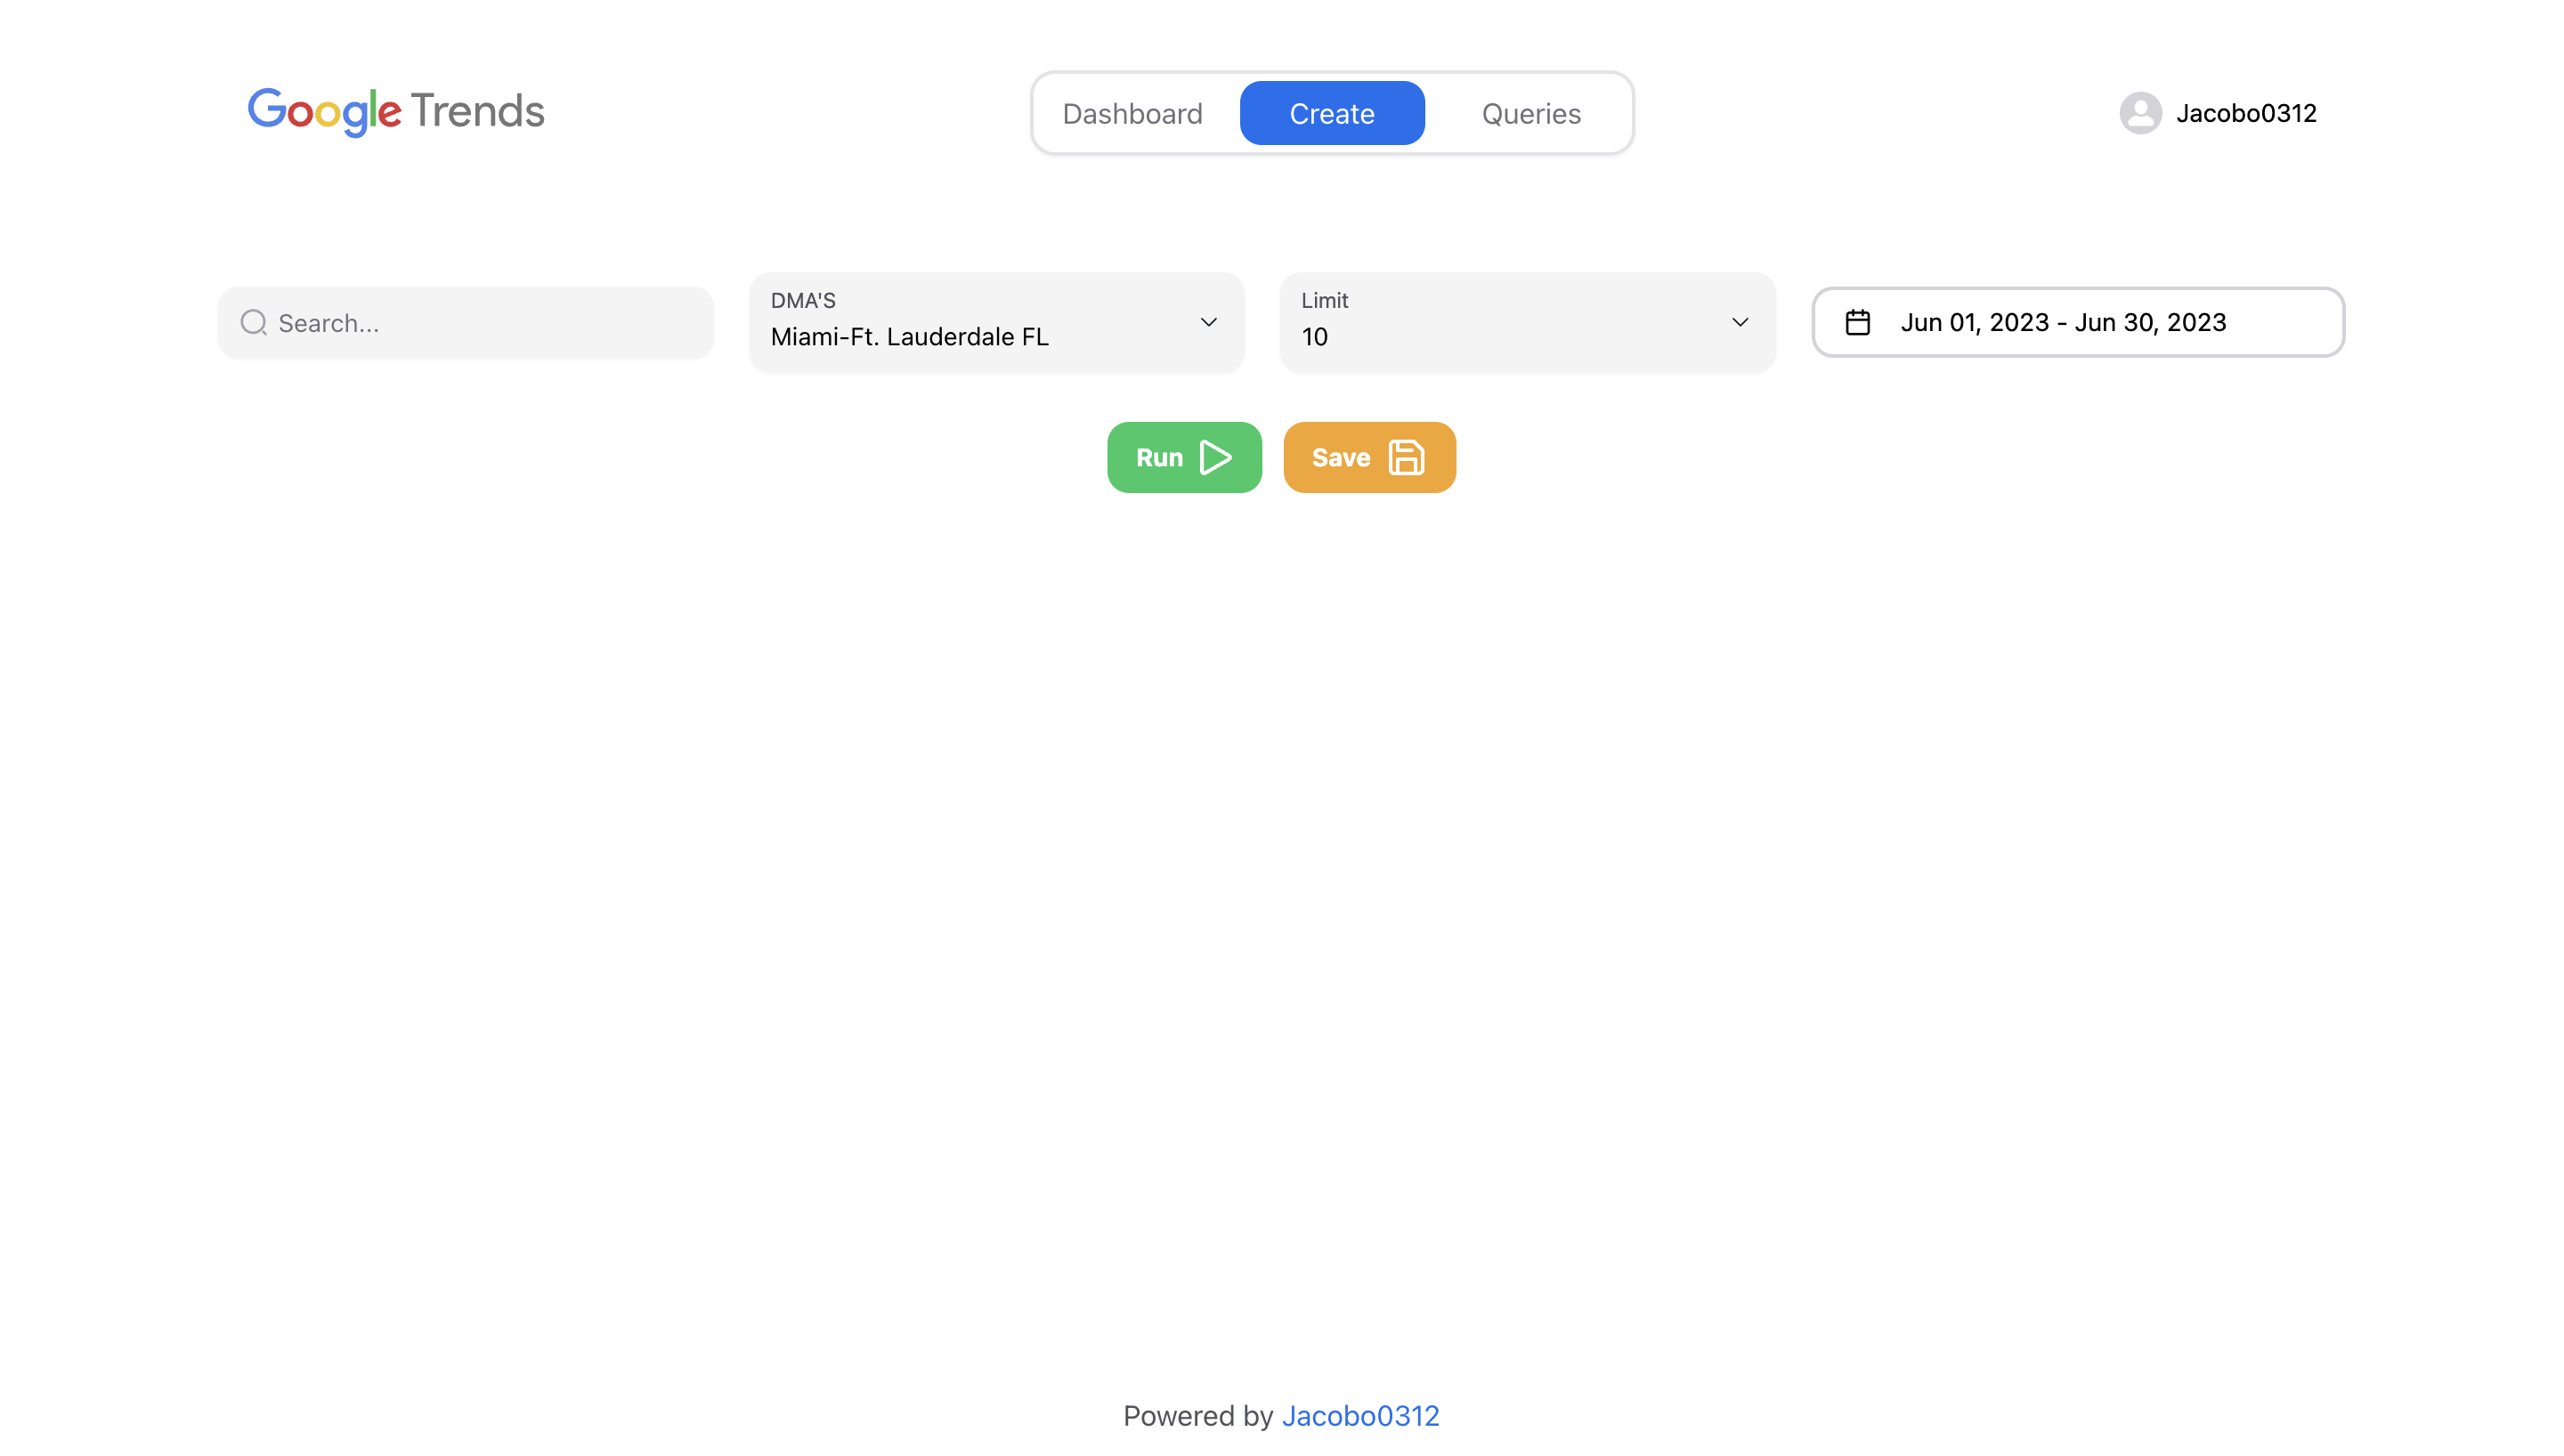 Google Trends
Dashboard
Create
Queries
Jacobo0312
Search...
DMA'S
Miami-Ft. Lauderdale FL
Limit
10
Jun 01, 2023 - Jun 30, 2023
Run
Save
Powered by Jacobo0312